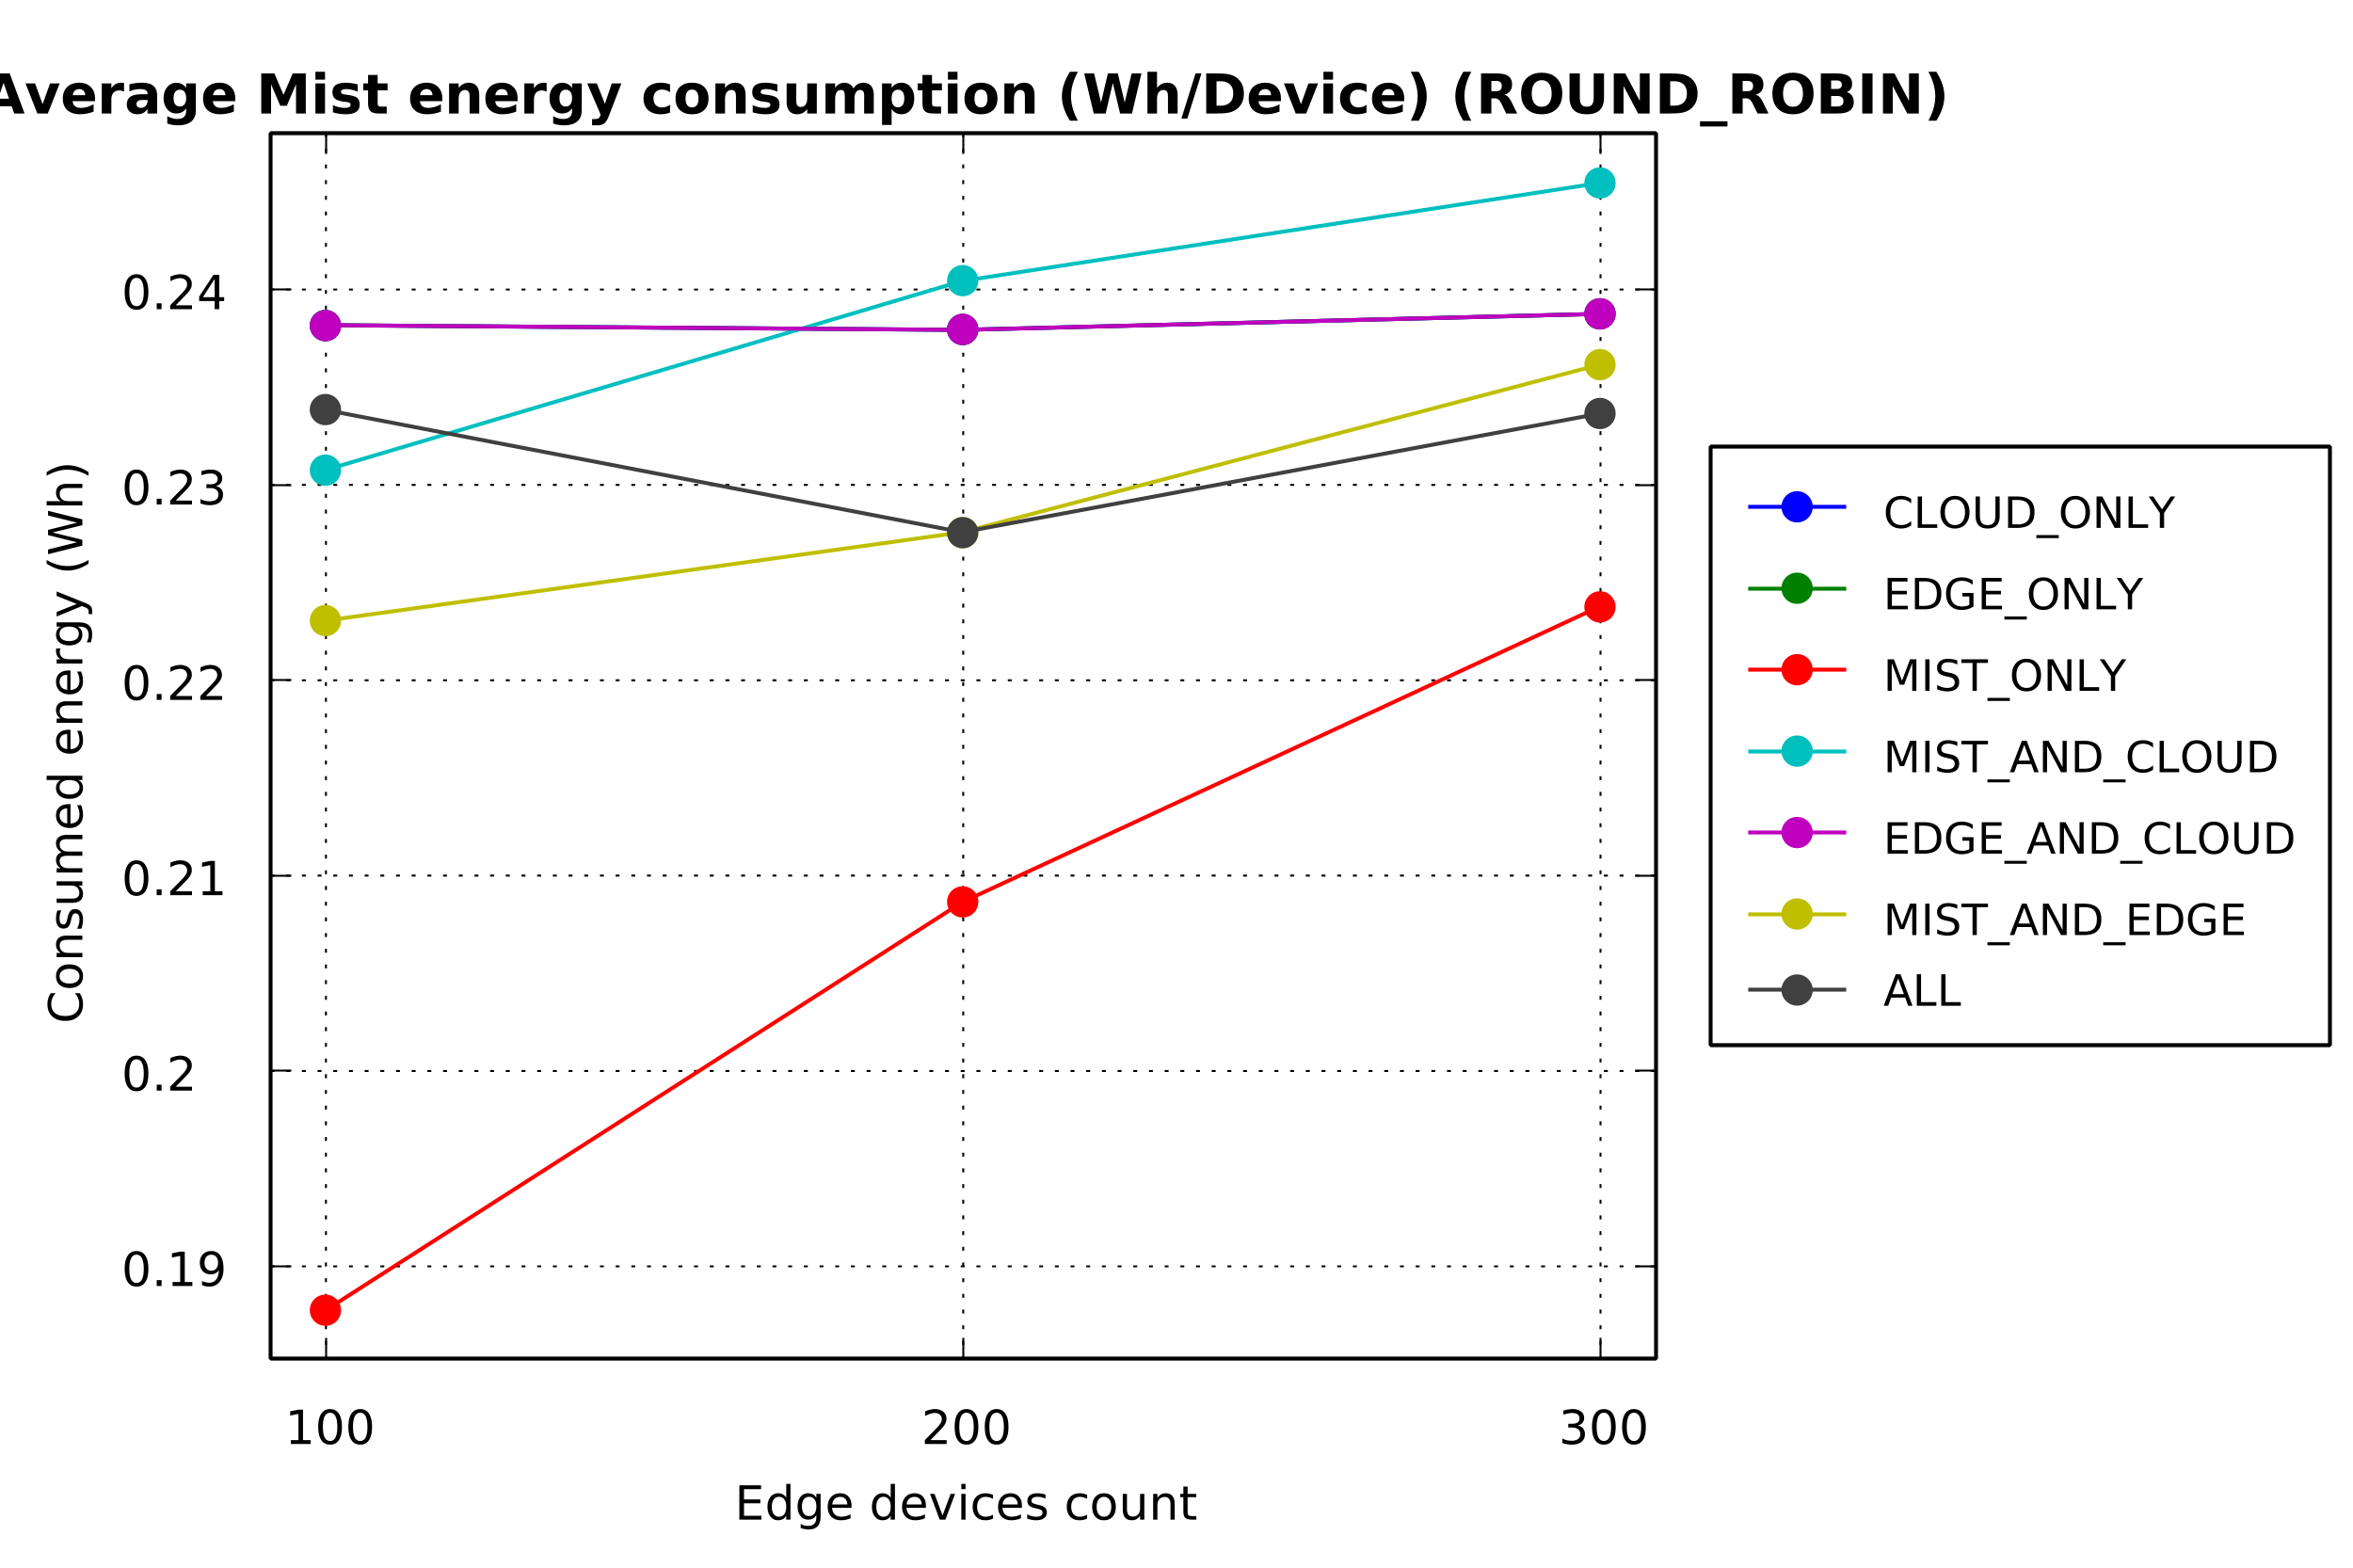 Average Mist energy consumption (Wh/Device) (ROUND_ROBIN)
Consumed energy (Wh)
0.24
0.23
0.22
0.21
0.2
0.19
100
200
300
Edge devices count
CLOUD_ONLY
EDGE_ONLY
MIST_ONLY
MIST_AND_CLOUD
EDGE_AND_CLOUD
MIST_AND_EDGE
ALL